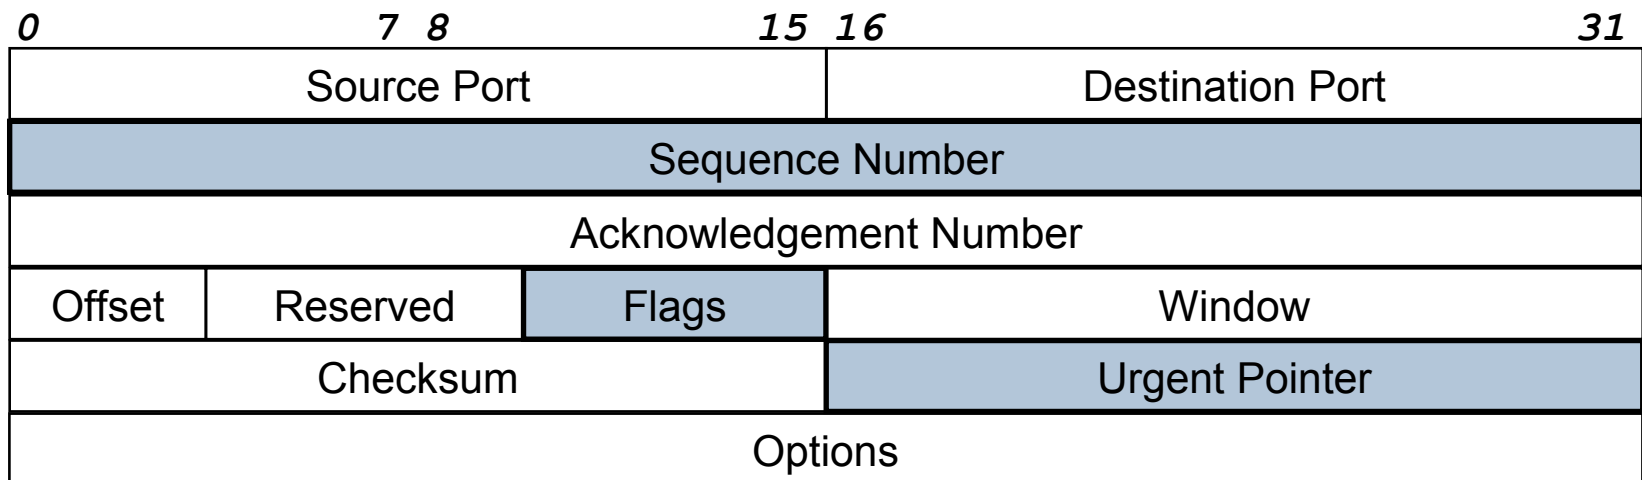 0 7 8 15 16 31
Source Port Destination Port
Sequence Number
Acknowledgement Number
Offset Reserved Flags Window
Checksum Urgent Pointer
Options